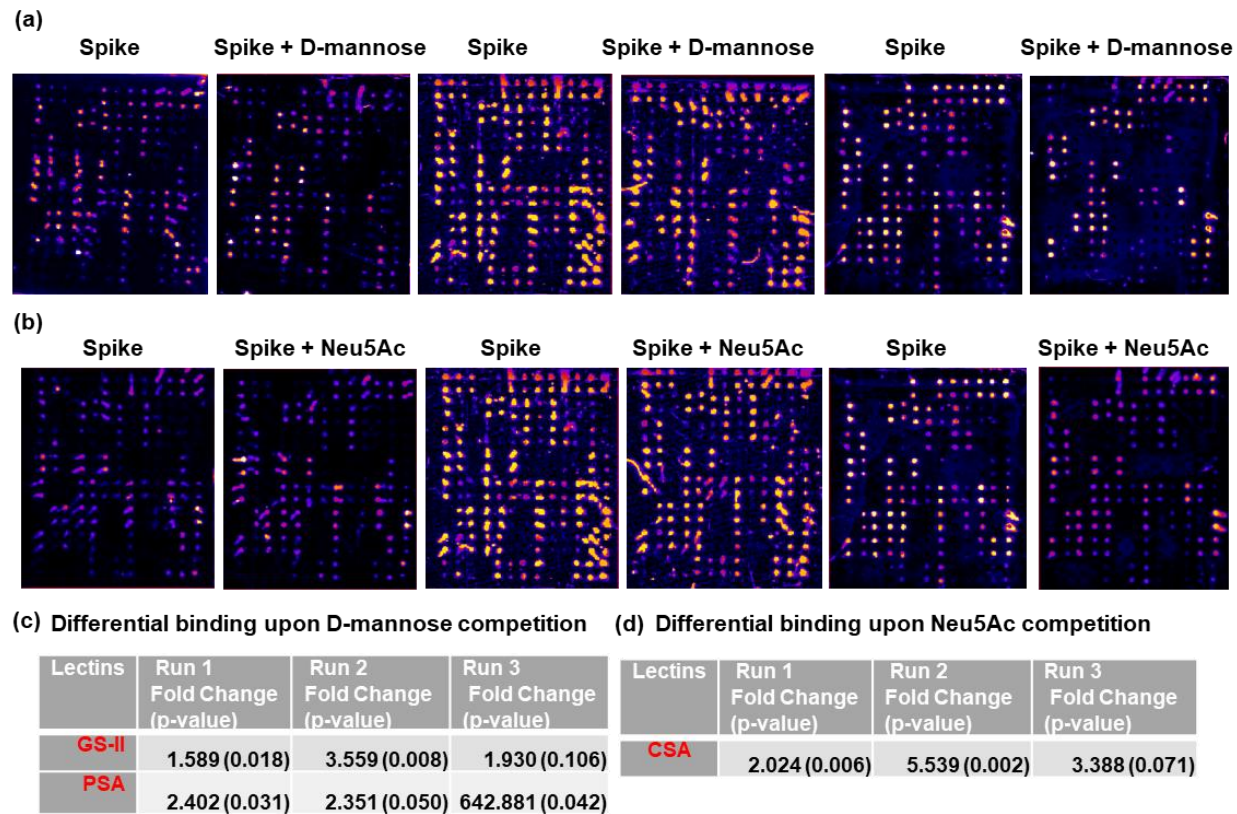 (a)
Spike Spike + D-mannose Spike Spike + D-mannose Spike Spike + D-mannose
(b)
Spike Spike + Neu5Ac Spike Spike + Neu5Ac Spike Spike + Neu5Ac
(c) Differential binding upon D-mannose competition
Lectins Run 1 Run 2 Run 3
Fold Change Fold Change Fold Change
(p-value) (p-value) (p-value)
GS-II 1.589 (0.018) 3.559 (0.008) 1.930 (0.106)
PSA 2.402 (0.031) 2.351 (0.050) 642.881 (0.042)
(d) Differential binding upon Neu5Ac competition
Lectins Run 1 Run 2 Run 3
Fold Change Fold Change Fold Change
(p-value) (p-value) (p-value)
CSA 2.024 (0.006) 5.539 (0.002) 3.388 (0.071)